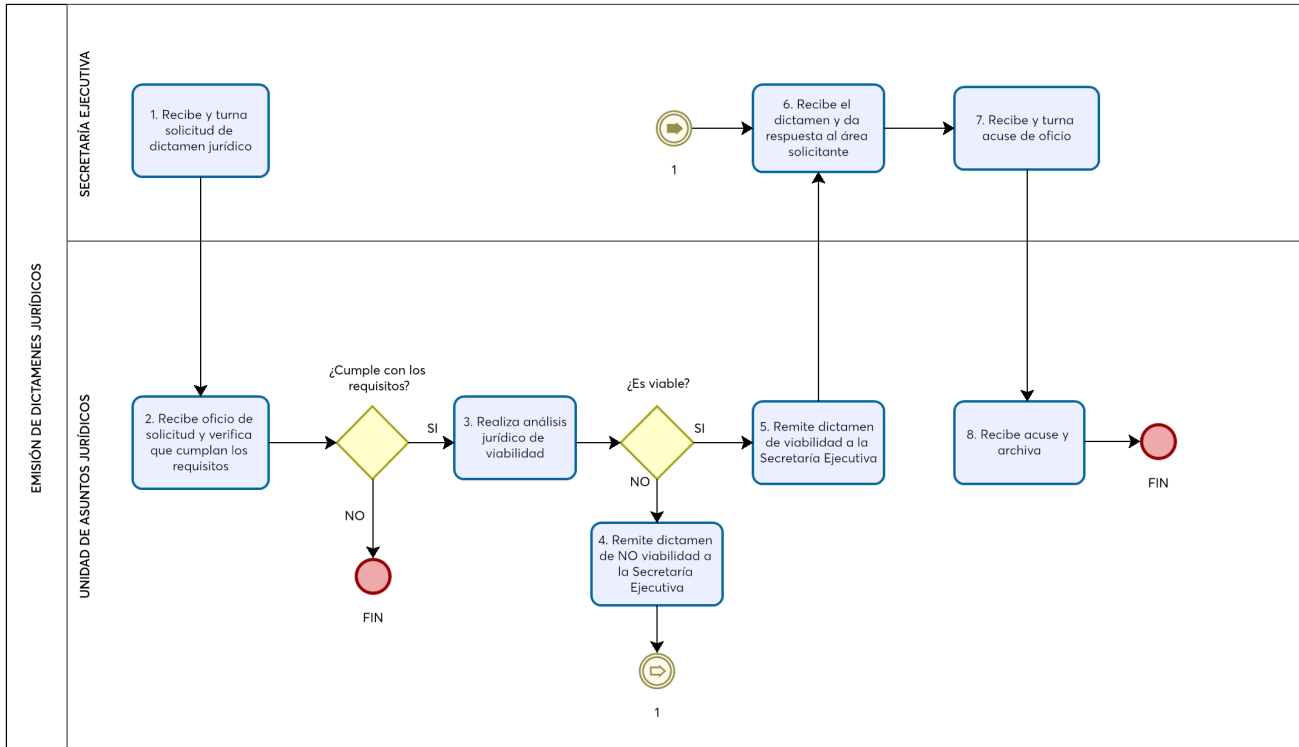 EMISIÓN DE DICTAMENES JURÍDICOS
SECRETARÍA EJECUTIVA
1. Recibe y turna
solicitud de
dictamen jurídico
1
6. Recibe el
dictamen y da
respuesta al área
solicitante
7. Recibe y turna
acuse de oficio
UNIDAD DE ASUNTOS JURÍDICOS
2. Recibe oficio de
solicitud y verifica
que cumplan los
requisitos
¿Cumple con los
requisitos?
SI
NO
FIN
3. Realiza análisis
jurídico de
viabilidad
¿Es viable?
SI
NO
4. Remite dictamen
de NO viabilidad a
la Secretaría
Ejecutiva
1
5. Remite dictamen
de viabilidad a la
Secretaría Ejecutiva
8. Recibe acuse y
archiva
FIN